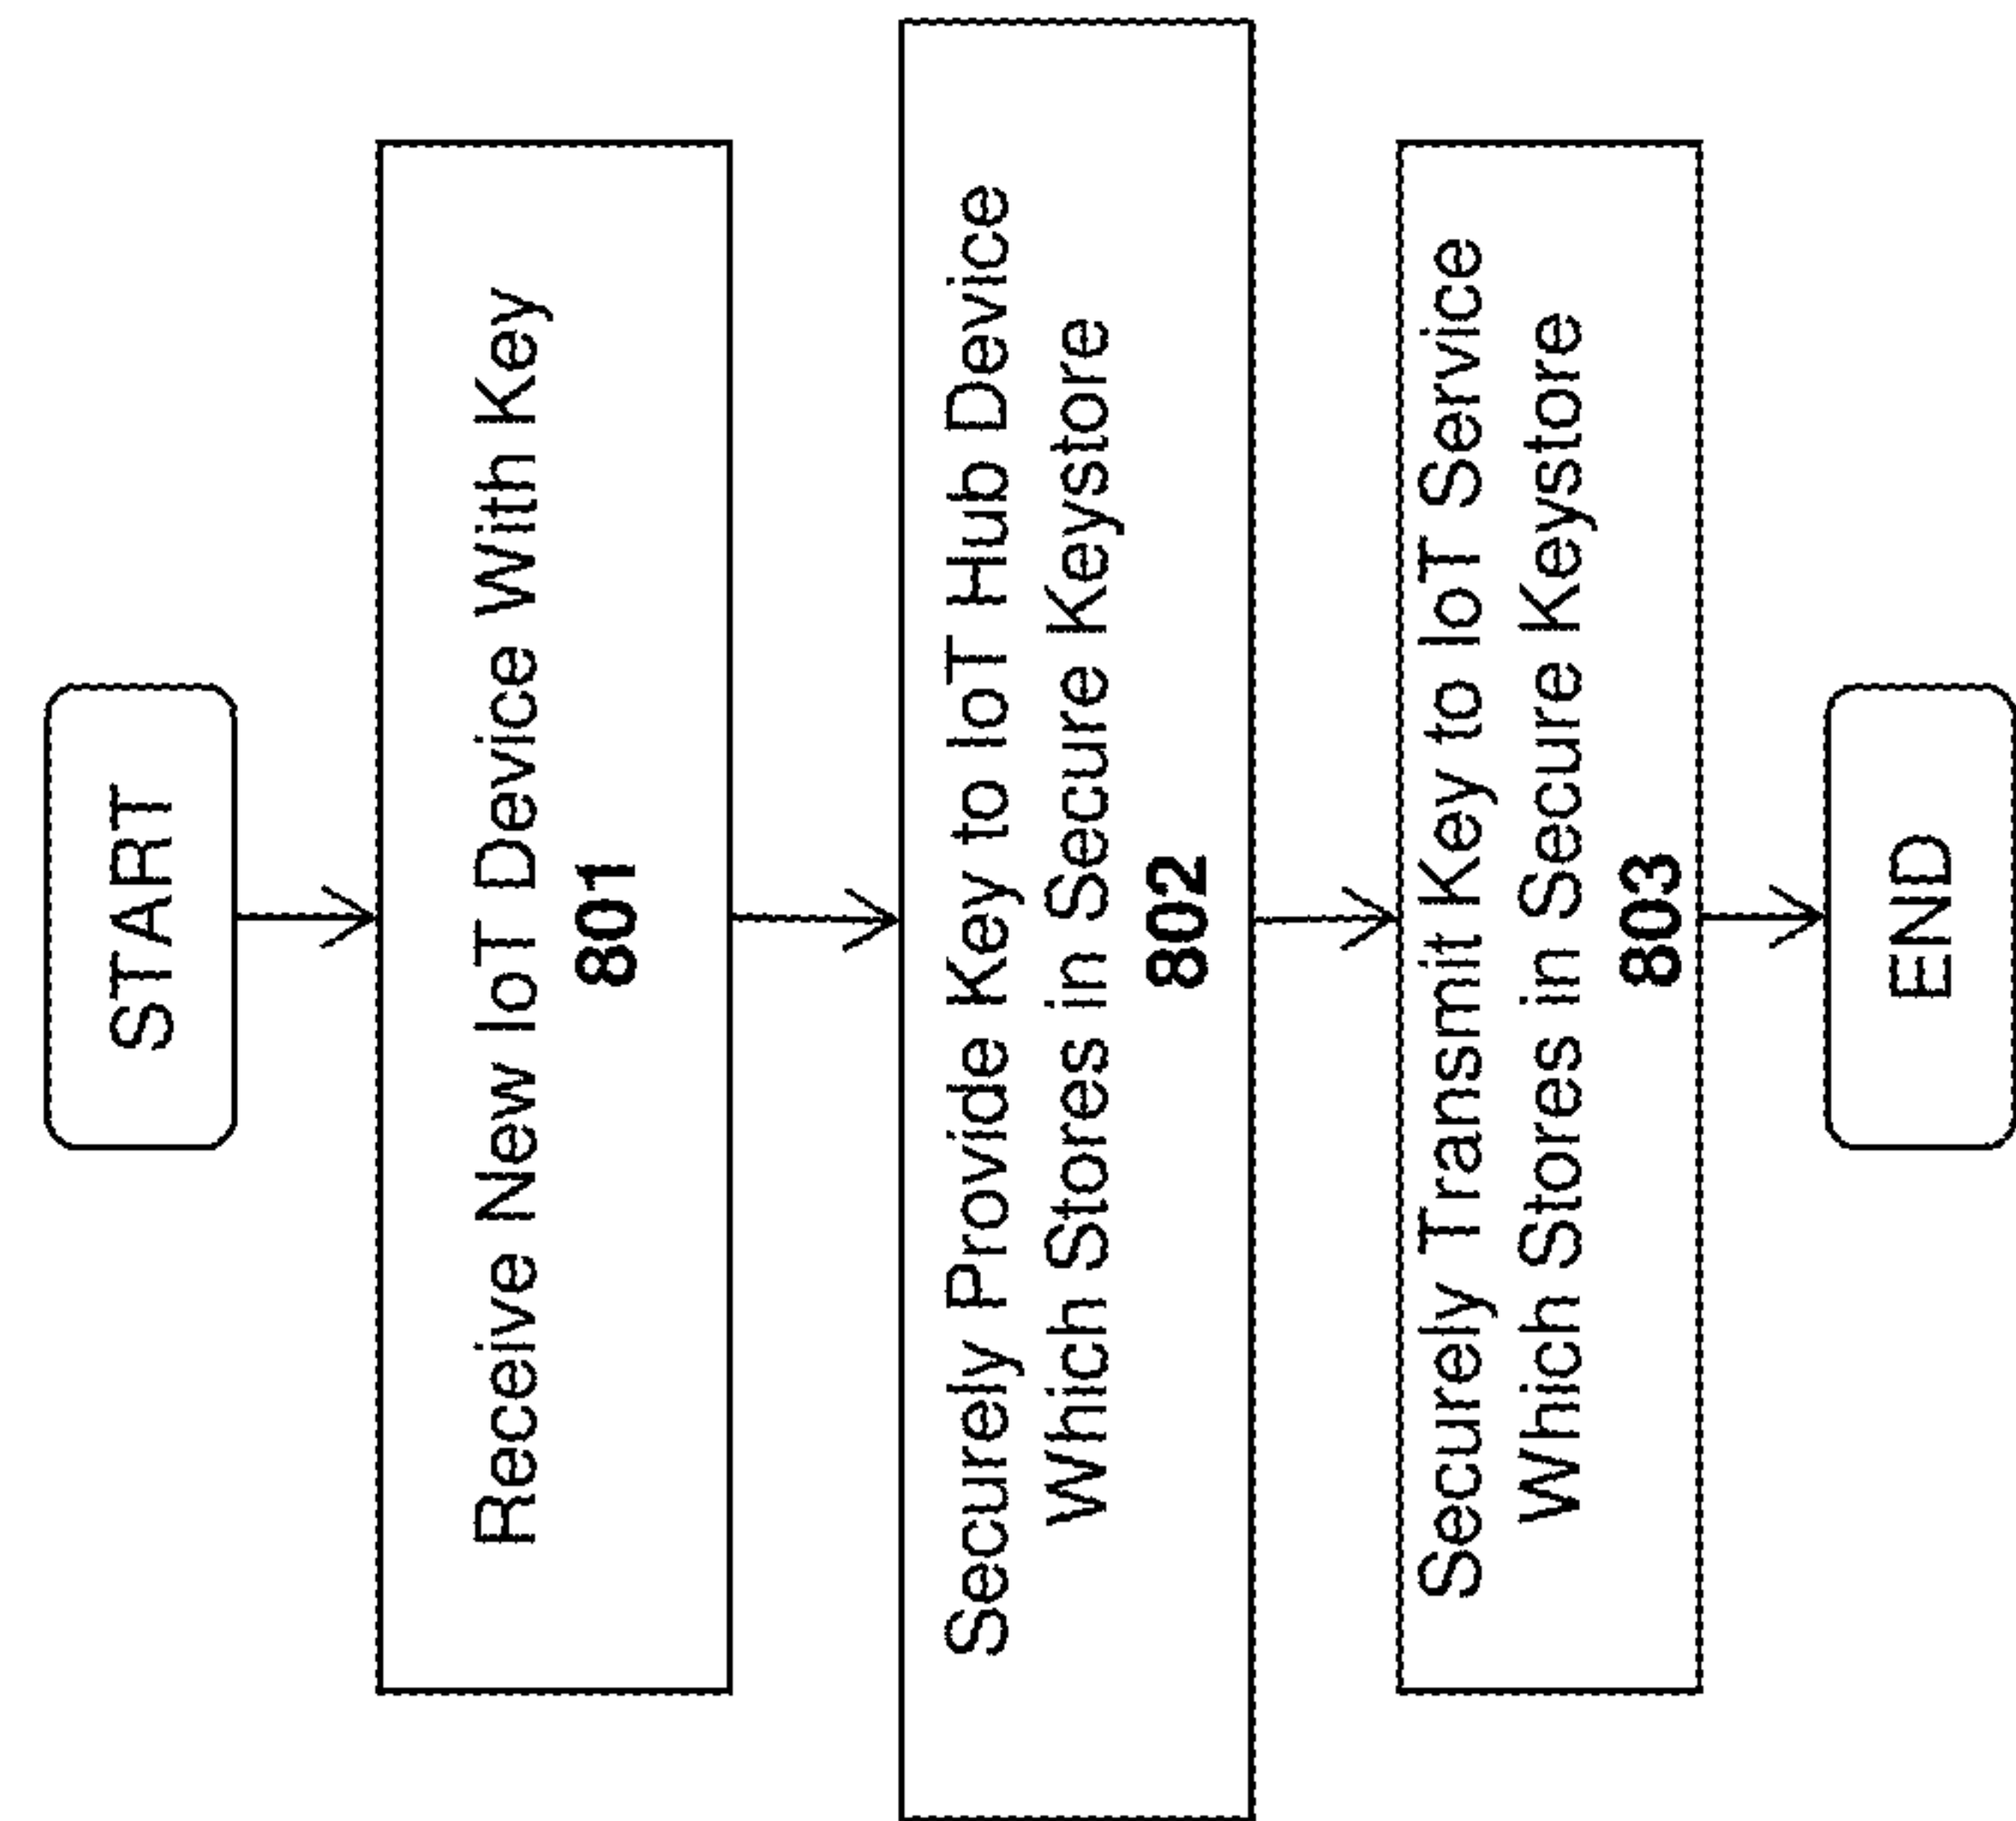 START
Receive New IoT Device With Key
801
Securely Provide Key to IoT Hub Device
Which Stores in Secure Keystore
802
Securely Transmit Key to IoT Service
Which Stores in Secure Keystore
803
END